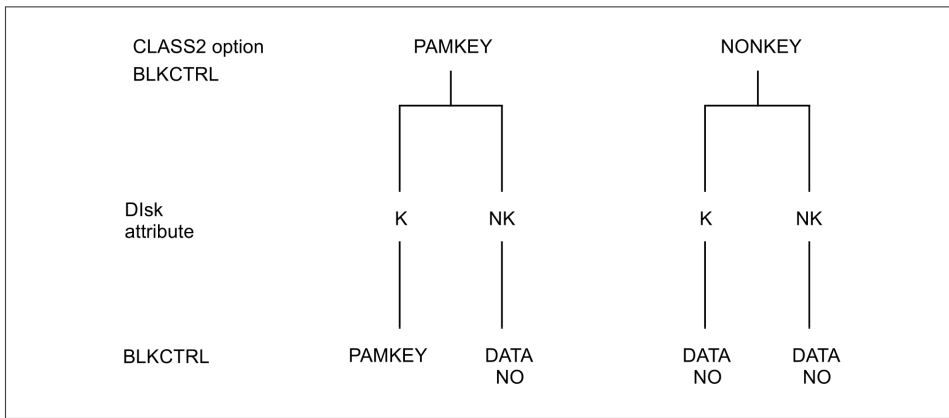 CLASS2 option PAMKEY NONKEY
BLKCTRL
DIsk
attribute K NK K NK
BLKCTRL PAMKEY DATA DATA DATA
NO NO NO